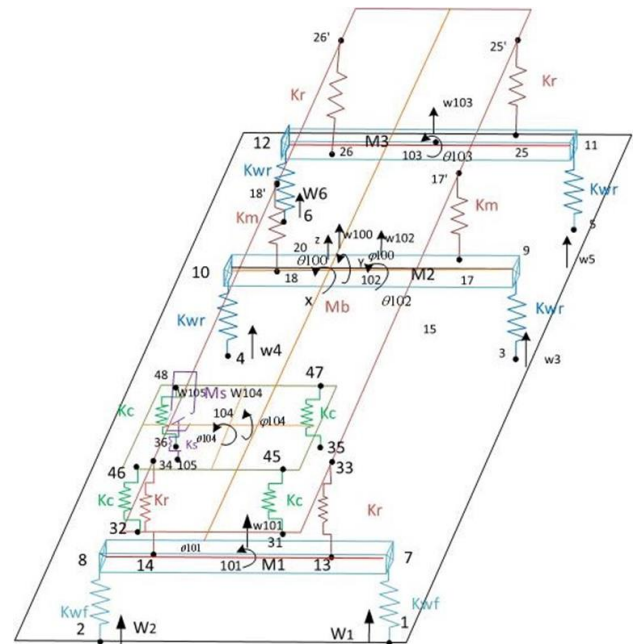 26'
25'
Kr
Kr
w103
12
M3
11
26
103
θ103
25
Kwr
17'
Kwr
18'
W6
6
Km
Km
5
w100
w102
z
20
9
θ100
Y
φ100
w5
10
18
102
M2
17
X
Mb
θ102
Kwr
Kwr
15
w4
4
3
w3
48
47
W105
Ms
W104
Kc
104
Kc
φ104
36
Ks
θ104
35
46
34
105
45
33
Kc
Kr
Kc
Kr
32
w101
31
θ101
8
14
101
M1
13
7
Kwf
Kwf
2
W2
W1
1